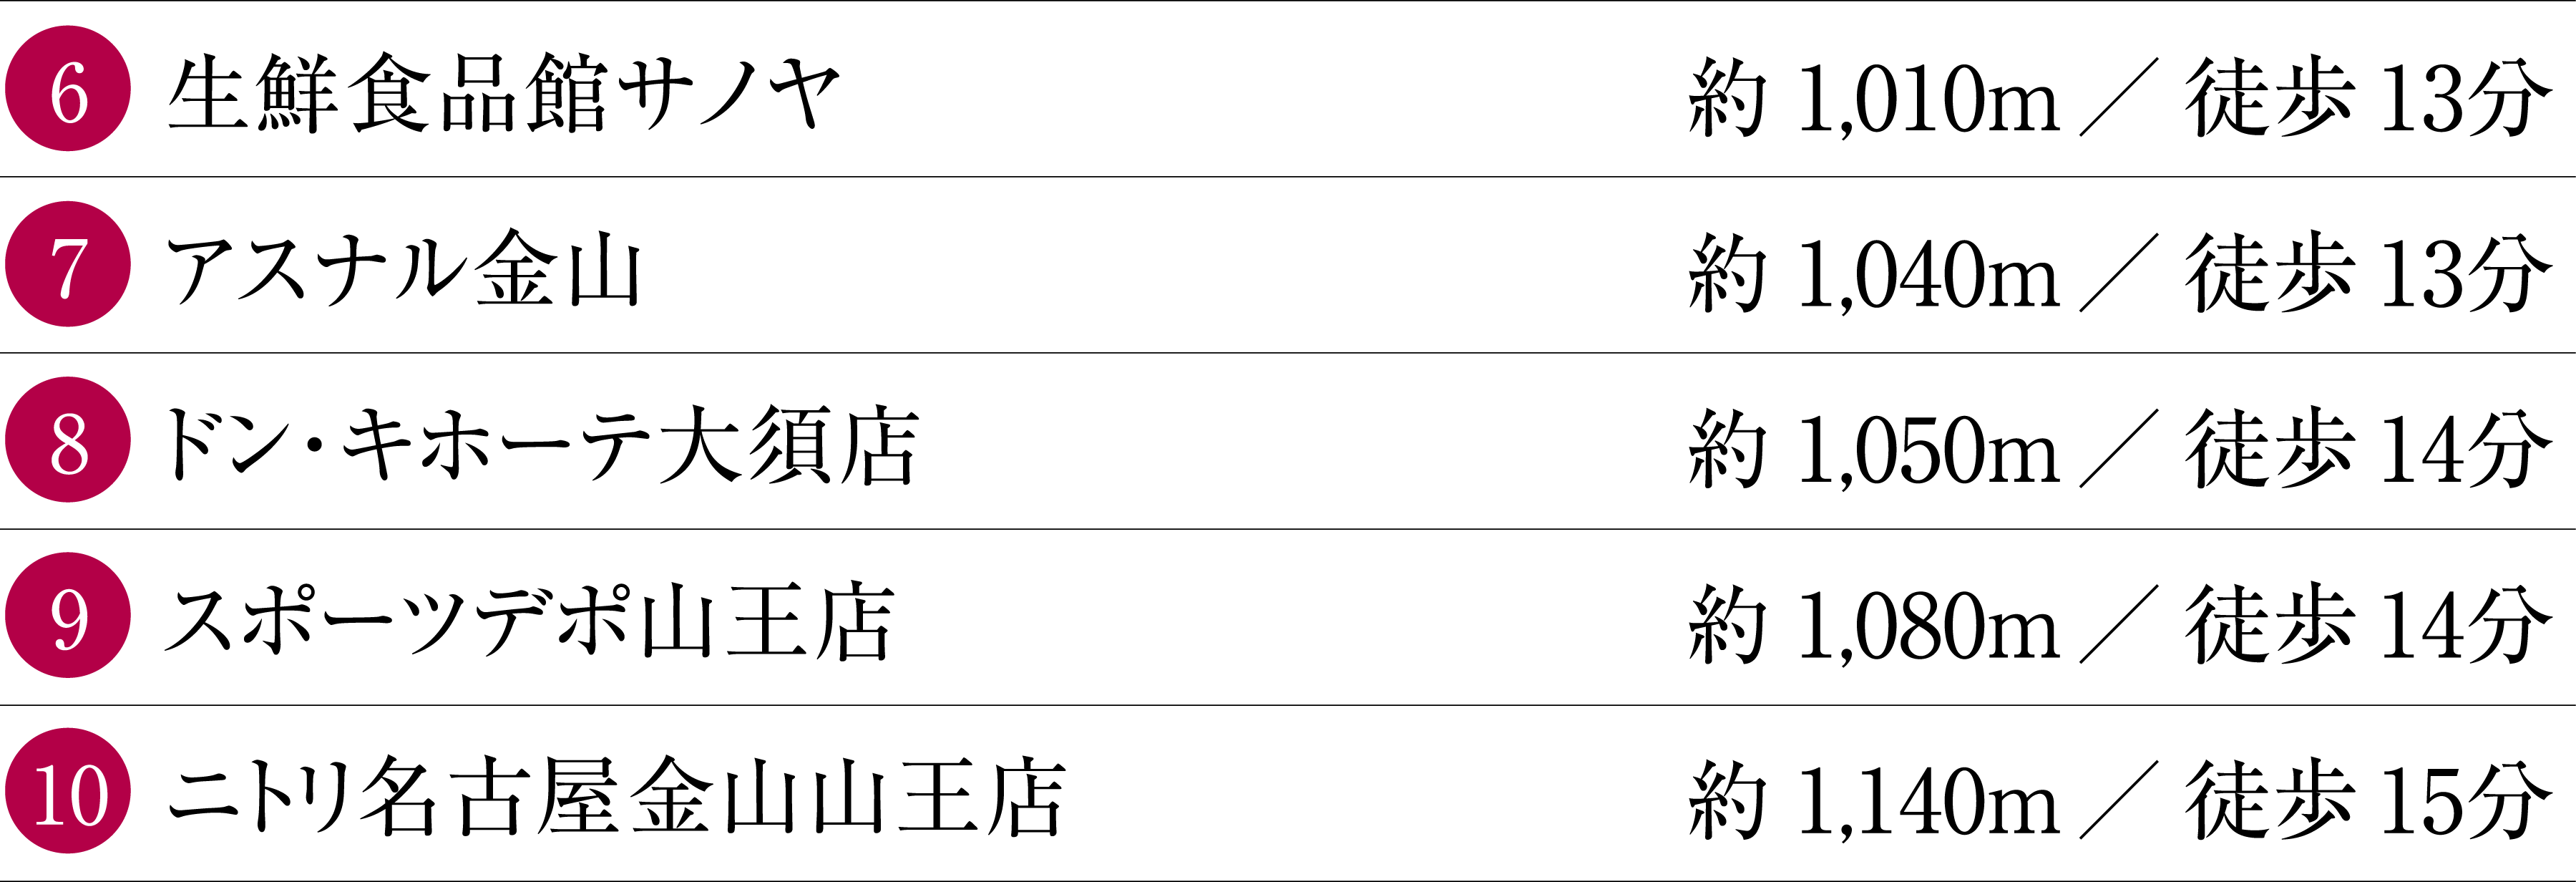 6 生鮮食品館サノヤ 約 1,010m／徒歩 13分
7 アスナル金山 約 1,040m／徒歩 13分
8 ドン・キホーテ大須店 約 1,050m／徒歩 14分
9 スポーツデポ山王店 約 1,080m／徒歩 14分
10 ニトリ名古屋金山山王店 約 1,140m／徒歩 15分